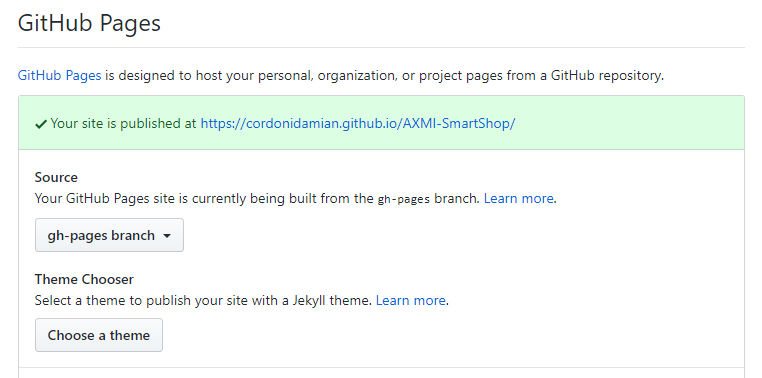 GitHub Pages
GitHub Pages is designed to host your personal, organization, or project pages from a GitHub repository.
Your site is published at https://cordonidamian.github.io/AXMI-SmartShop/
Source
Your GitHub Pages site is currently being built from the gh-pages branch. Learn more.
gh-pages branch
Theme Chooser
Select a theme to publish your site with a Jekyll theme. Learn more.
Choose a theme